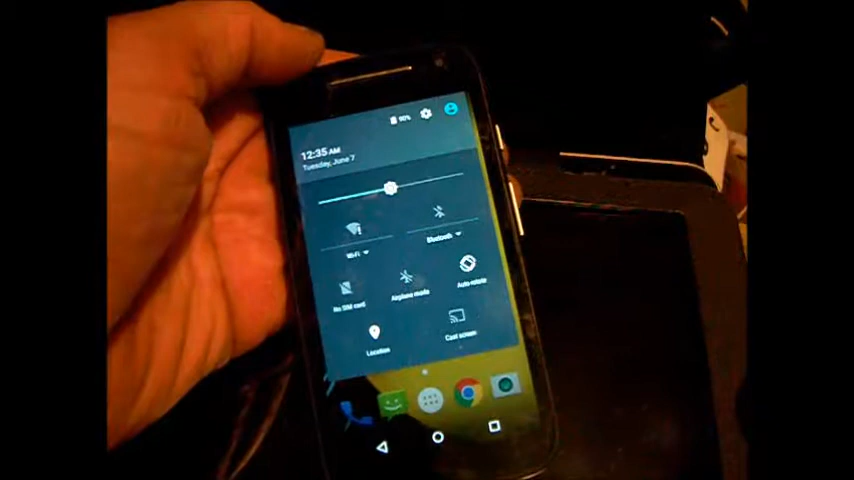 90%
12:35 AM
Tuesday, June 7
Wi-Fi
Bluetooth
No SIM card
Airplane mode
Auto-rotate
Location
Cast screen